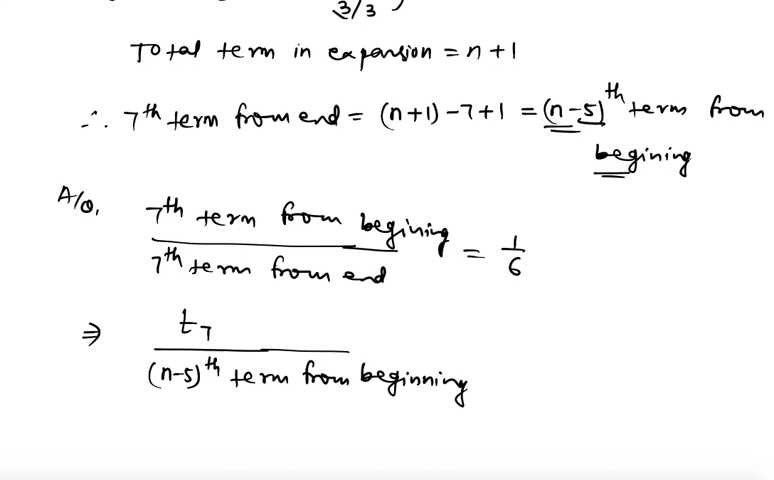 3/3 )
Total term in expansion = n+1
∴ 7th term from end = (n+1)-7+1 = (n-5)th term from
begining
A/Q, 7th term from begining / 7th term from end = 1/6
⇒ t7 / (n-5)th term from beginning